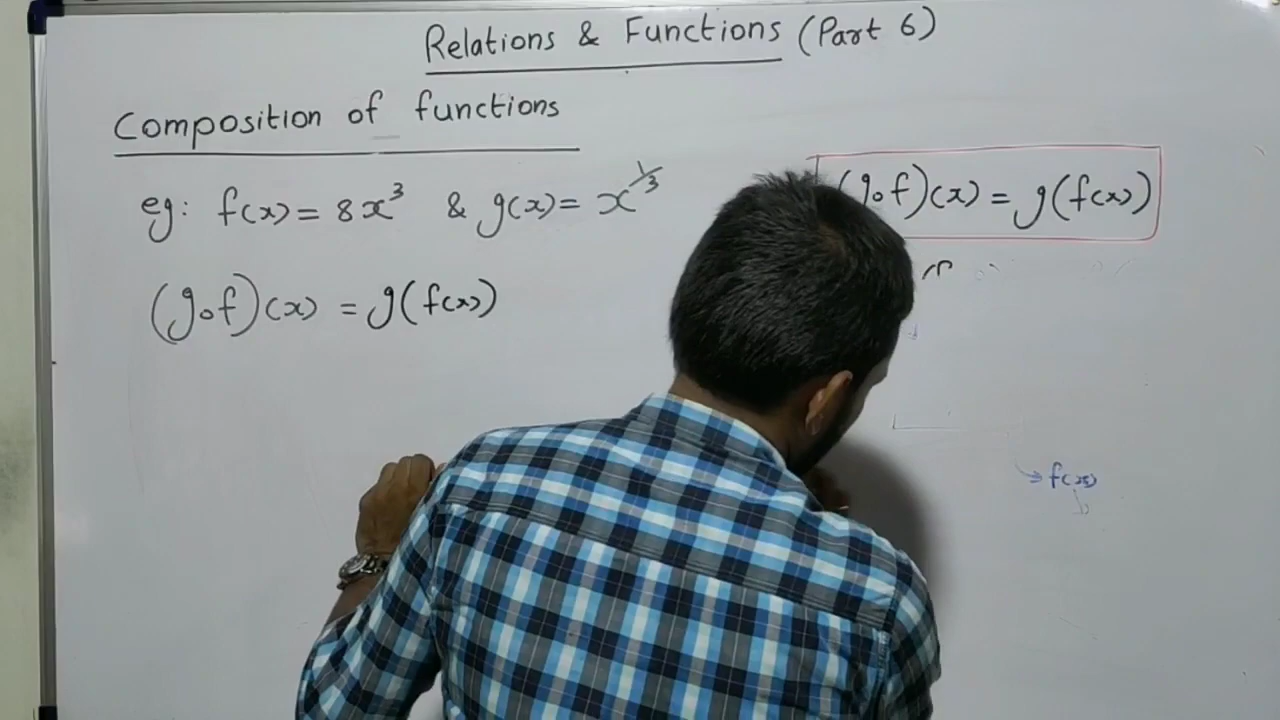 Relations & Functions (Part 6)
Composition of functions
eg: f(x) = 8x³ & g(x) = x^1/3
(gof)(x) = g(f(x))
(gof)(x) = g(f(x))
f(x)